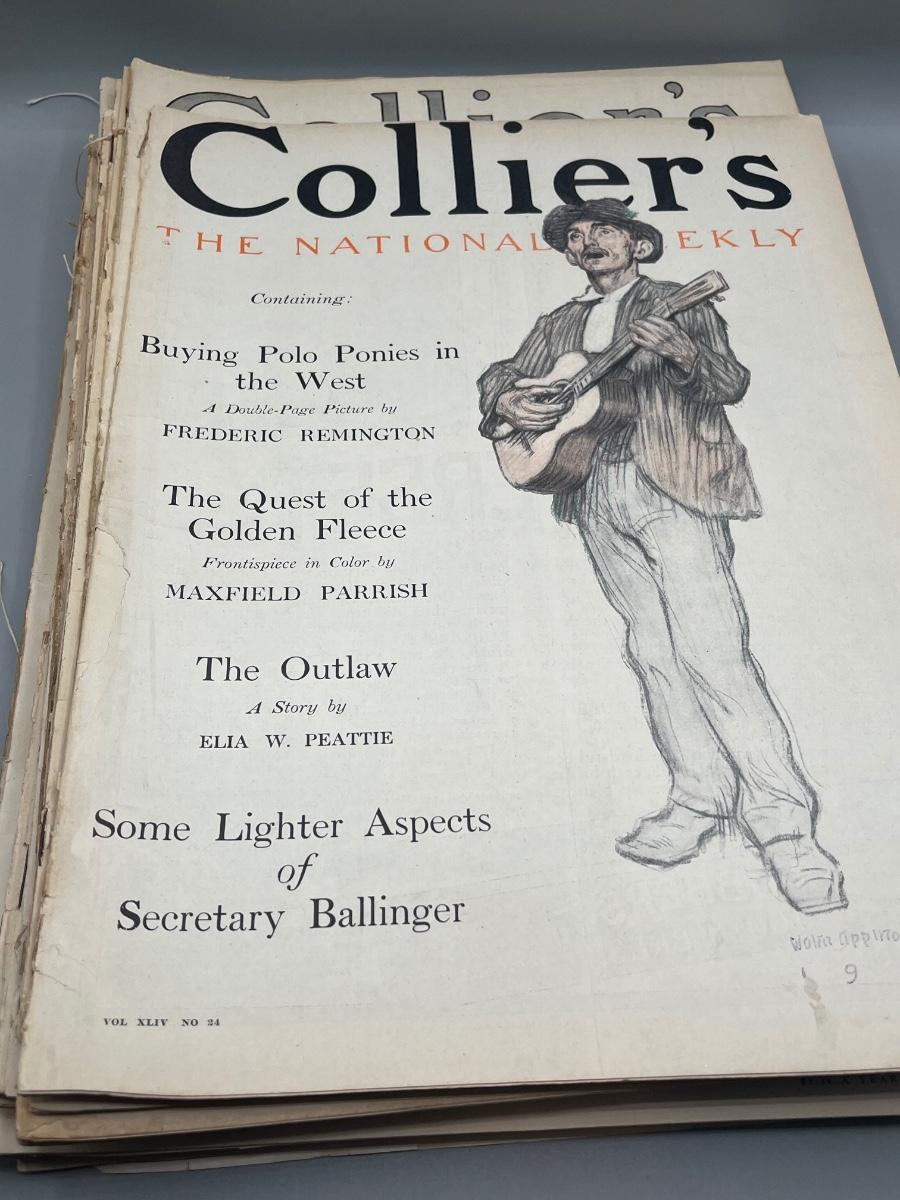 Collier's
Collier's
THE NATIONAL EKLY
Containing:
Buying Polo Ponies in
the West
A Double-Page Picture by
FREDERIC REMINGTON
The Quest of the
Golden Fleece
Frontispiece in Color by
MAXFIELD PARRISH
The Outlaw
A Story by
ELIA W. PEATTIE
Some Lighter Aspects
of
Secretary Ballinger
9
VOL XLIV NO 24